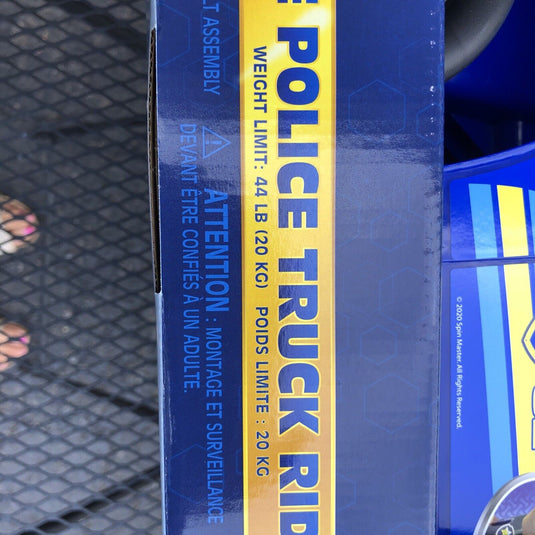 E POLICE TRUCK RID
WEIGHT LIMIT: 44 LB (20 KG) POIDS LIMITE : 20 KG
LT ASSEMBLY
⚠ ATTENTION : MONTAGE ET SURVEILLANCE
DEVANT ÊTRE CONFIÉS À UN ADULTE.
© 2020 Spin Master. All Rights Reserved.